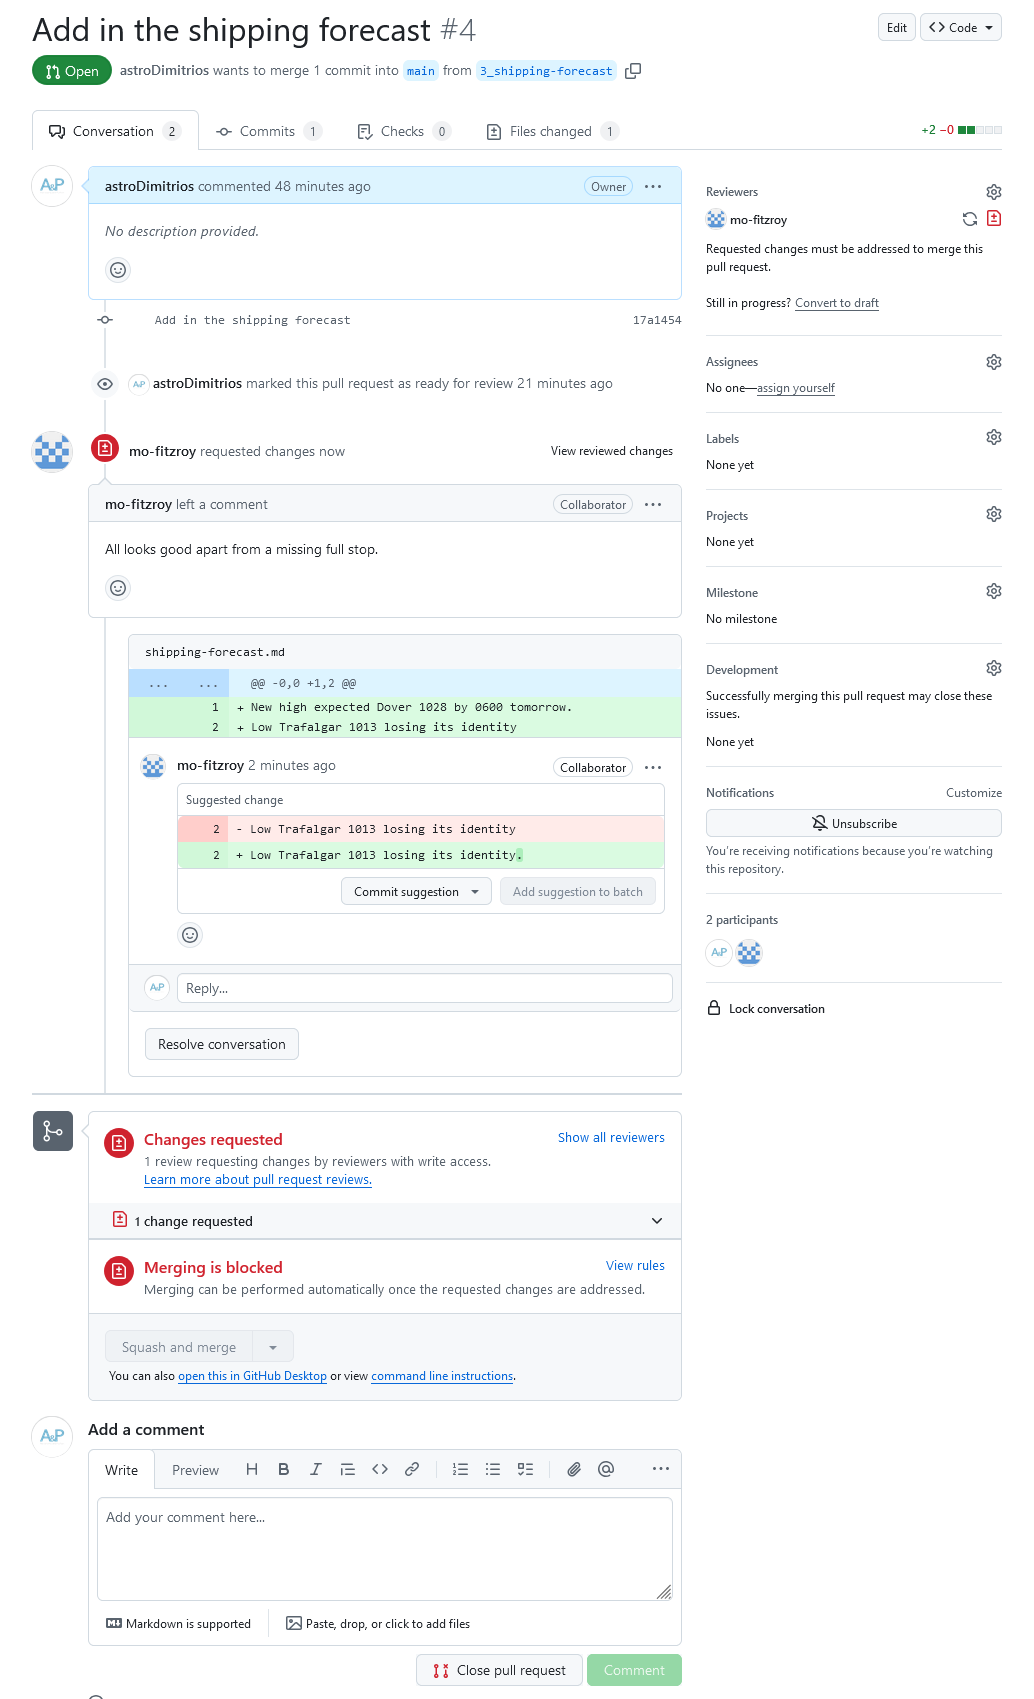 Add in the shipping forecast #4
Edit
Code
Open
astroDimitrios wants to merge 1 commit into main from 3_shipping-forecast
Conversation 2
Commits 1
Checks 0
Files changed 1
+2 −0
A&P
astroDimitrios commented 48 minutes ago
Owner
No description provided.
Add in the shipping forecast
17a1454
A&P astroDimitrios marked this pull request as ready for review 21 minutes ago
mo-fitzroy requested changes now
View reviewed changes
mo-fitzroy left a comment
Collaborator
All looks good apart from a missing full stop.
shipping-forecast.md
... ... @@ -0,0 +1,2 @@
1 + New high expected Dover 1028 by 0600 tomorrow.
2 + Low Trafalgar 1013 losing its identity
mo-fitzroy 2 minutes ago
Collaborator
Suggested change
2 - Low Trafalgar 1013 losing its identity
2 + Low Trafalgar 1013 losing its identity.
Commit suggestion
Add suggestion to batch
A&P
Reply...
Resolve conversation
Changes requested
Show all reviewers
1 review requesting changes by reviewers with write access.
Learn more about pull request reviews.
1 change requested
Merging is blocked
View rules
Merging can be performed automatically once the requested changes are addressed.
Squash and merge
You can also open this in GitHub Desktop or view command line instructions.
A&P
Add a comment
Write
Preview
Add your comment here...
Markdown is supported
Paste, drop, or click to add files
Close pull request
Comment
Reviewers
mo-fitzroy
Requested changes must be addressed to merge this
pull request.
Still in progress? Convert to draft
Assignees
No one—assign yourself
Labels
None yet
Projects
None yet
Milestone
No milestone
Development
Successfully merging this pull request may close these
issues.
None yet
Notifications
Customize
Unsubscribe
You're receiving notifications because you're watching
this repository.
2 participants
A&P
Lock conversation